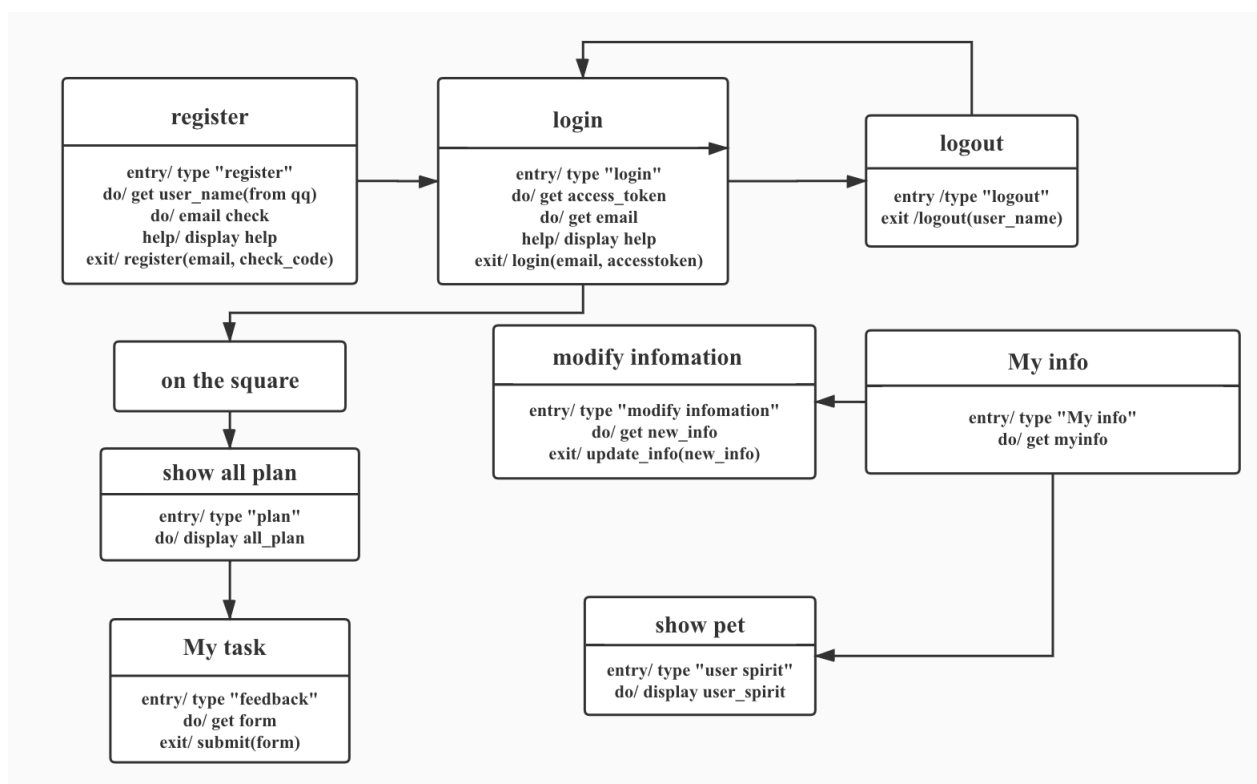 register
entry/ type "register"
do/ get user_name(from qq)
do/ email check
help/ display help
exit/ register(email, check_code)
login
entry/ type "login"
do/ get access_token
do/ get email
help/ display help
exit/ login(email, accesstoken)
logout
entry /type "logout"
exit /logout(user_name)
on the square
modify infomation
entry/ type "modify infomation"
do/ get new_info
exit/ update_info(new_info)
My info
entry/ type "My info"
do/ get myinfo
show all plan
entry/ type "plan"
do/ display all_plan
My task
entry/ type "feedback"
do/ get form
exit/ submit(form)
show pet
entry/ type "user spirit"
do/ display user_spirit